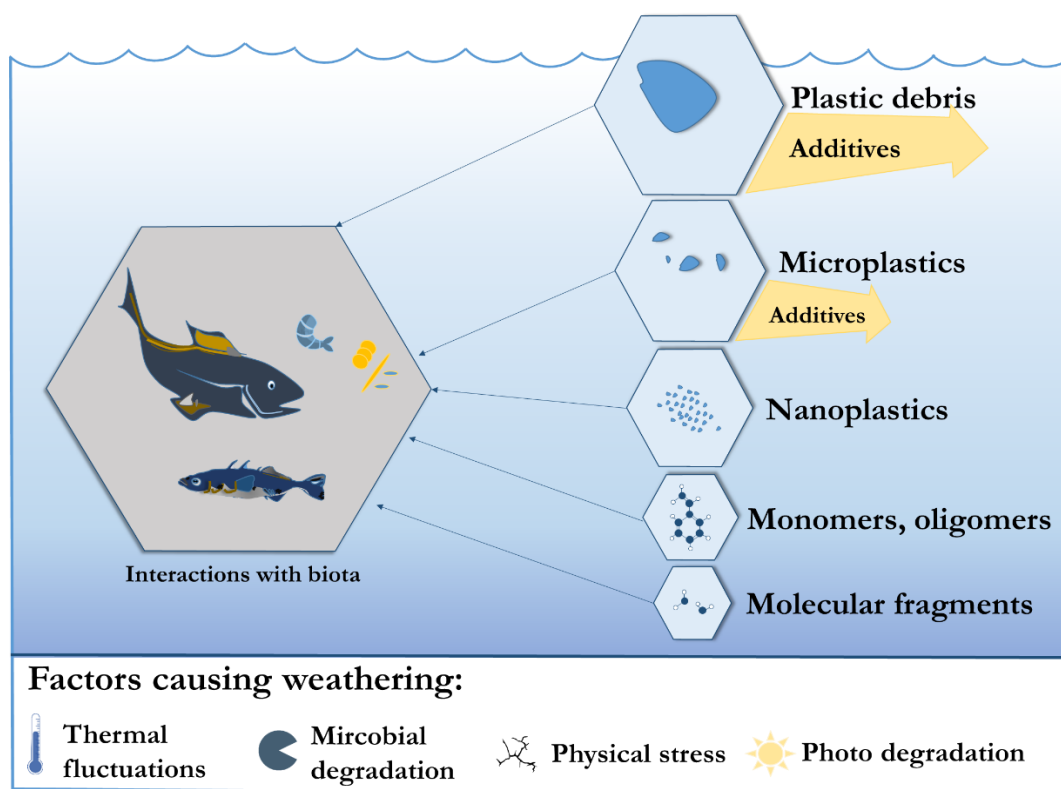 Plastic debris
Additives
Microplastics
Additives
Nanoplastics
Monomers, oligomers
Molecular fragments
Interactions with biota
Factors causing weathering:
Thermal
fluctuations
Mircobial
degradation
Physical stress
Photo degradation